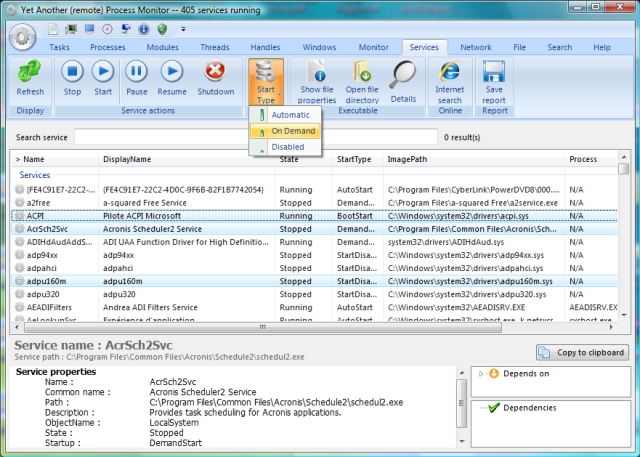 Yet Another (remote) Process Monitor -- 405 services running
Tasks Processes Modules Threads Handles Windows Monitor Services Network File Search Help
Refresh Stop Start Pause Resume Shutdown Start Type Show file properties Open file directory Details Internet search Save report
Display Service actions Executable Online Report
Automatic
On Demand
Disabled
Search service 0 result(s)
> Name DisplayName State StartType ImagePath Process
Services
{FE4C91E7-22C2-... {FE4C91E7-22C2-4D0C-9F6B-82F1B7742054} Running AutoStart C:\Program Files\CyberLink\PowerDVD8\000.... N/A
a2free a-squared Free Service Stopped Demand... C:\Program Files\a-squared Free\a2service.exe N/A
ACPI Pilote ACPI Microsoft Running BootStart C:\Windows\system32\drivers\acpi.sys N/A
AcrSch2Svc Acronis Scheduler2 Service Stopped Demand... C:\Program Files\Common Files\Acronis\Sche... N/A
ADIHdAudAddS... ADI UAA Function Driver for High Definitio... Running Demand... system32\drivers\ADIHdAud.sys N/A
adp94xx adp94xx Stopped StartDisa... C:\Windows\system32\drivers\adp94xx.sys N/A
adpahci adpahci Stopped StartDisa... C:\Windows\system32\drivers\adpahci.sys N/A
adpu160m adpu160m Stopped StartDisa... C:\Windows\system32\drivers\adpu160m.sys N/A
adpu320 adpu320 Stopped StartDisa... C:\Windows\system32\drivers\adpu320.sys N/A
AEADIFilters Andrea ADI Filters Service Running AutoStart C:\Windows\system32\AEADISRV.EXE AEADISRV.E...
AeLookupSvc Expérience d'application Running AutoStart C:\Windows\system32\svchost.exe -k netsvcs svchost.exe
Service name : AcrSch2Svc
Service path : C:\Program Files\Common Files\Acronis\Schedule2\schedul2.exe
Copy to clipboard
Service properties
Name : AcrSch2Svc
Common name : Acronis Scheduler2 Service
Path : C:\Program Files\Common Files\Acronis\Schedule2\schedul2.exe
Description : Provides task scheduling for Acronis applications.
ObjectName : LocalSystem
State : Stopped
Startup : DemandStart
Depends on
Dependencies